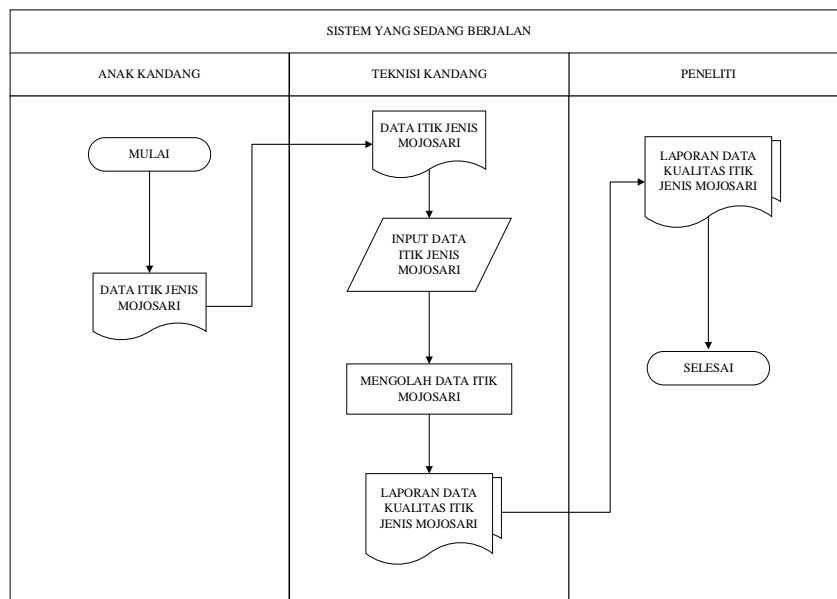 SISTEM YANG SEDANG BERJALAN
ANAK KANDANG
TEKNISI KANDANG
PENELITI
MULAI
DATA ITIK JENIS
MOJOSARI
DATA ITIK JENIS
MOJOSARI
INPUT DATA
ITIK JENIS
MOJOSARI
MENGOLAH DATA ITIK
MOJOSARI
LAPORAN DATA
KUALITAS ITIK
JENIS MOJOSARI
LAPORAN DATA
KUALITAS ITIK
JENIS MOJOSARI
SELESAI